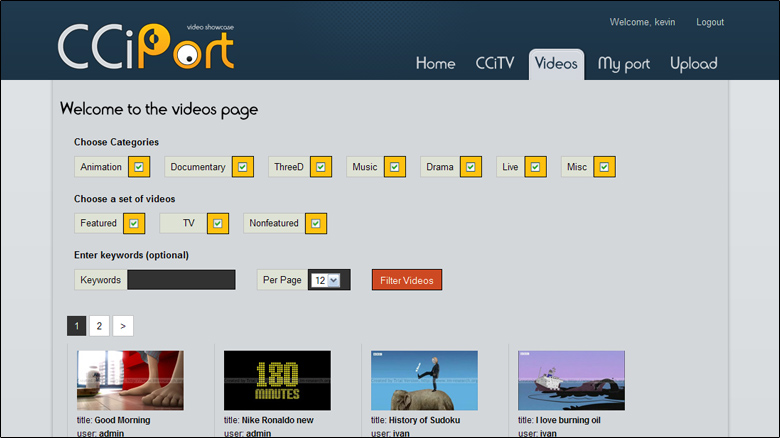 video showcase
CCiPort
Welcome, kevin Logout
Home CCiTV Videos My port Upload
Welcome to the videos page
Choose Categories
Animation Documentary ThreeD Music Drama Live Misc
Choose a set of videos
Featured TV Nonfeatured
Enter keywords (optional)
Keywords Per Page 12 Filter Videos
1 2 >
180
MINUTES
BBC BBC
title: Good Morning title: Nike Ronaldo new title: History of Sudoku title: I love burning oil
user: admin user: admin user: ivan user: ivan